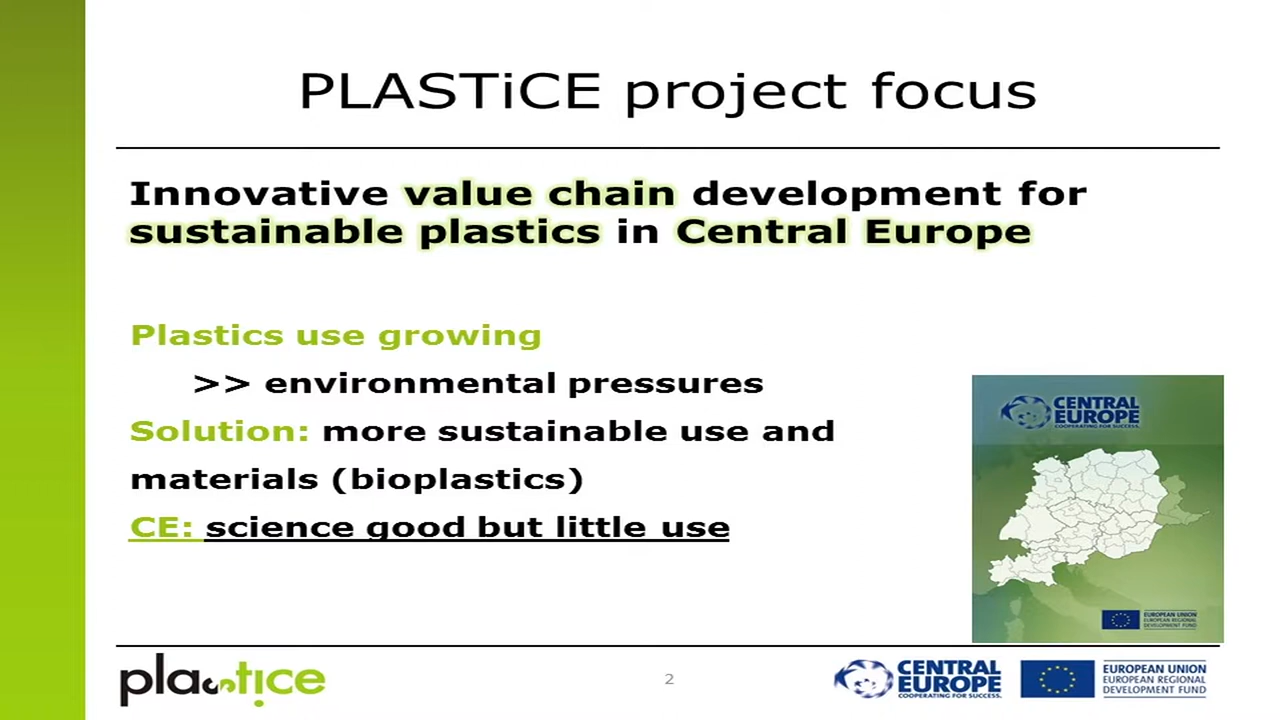 PLASTiCE project focus
Innovative value chain development for
sustainable plastics in Central Europe
Plastics use growing
>> environmental pressures
Solution: more sustainable use and
materials (bioplastics)
CE: science good but little use
CENTRAL
EUROPE
COOPERATING FOR SUCCESS.
EUROPEAN UNION
EUROPEAN REGIONAL
DEVELOPMENT FUND
plastice
2
CENTRAL
EUROPE
COOPERATING FOR SUCCESS.
EUROPEAN UNION
EUROPEAN REGIONAL
DEVELOPMENT FUND